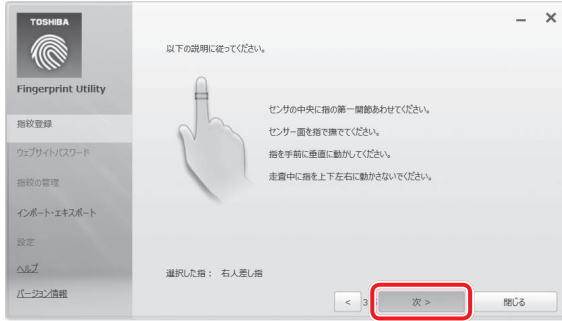 TOSHIBA
Fingerprint Utility
指紋登録
ウェブサイトパスワード
指紋の管理
インポート・エキスポート
設定
ヘルプ
バージョン情報
以下の説明に従ってください。
センサの中央に指の第一関節あわせてください。
センサー面を指で撫でてください。
指を手前に垂直に動かしてください。
走査中に指を上下左右に動かさないでください。
選択した指： 右人差し指
< 3 次 > 閉じる